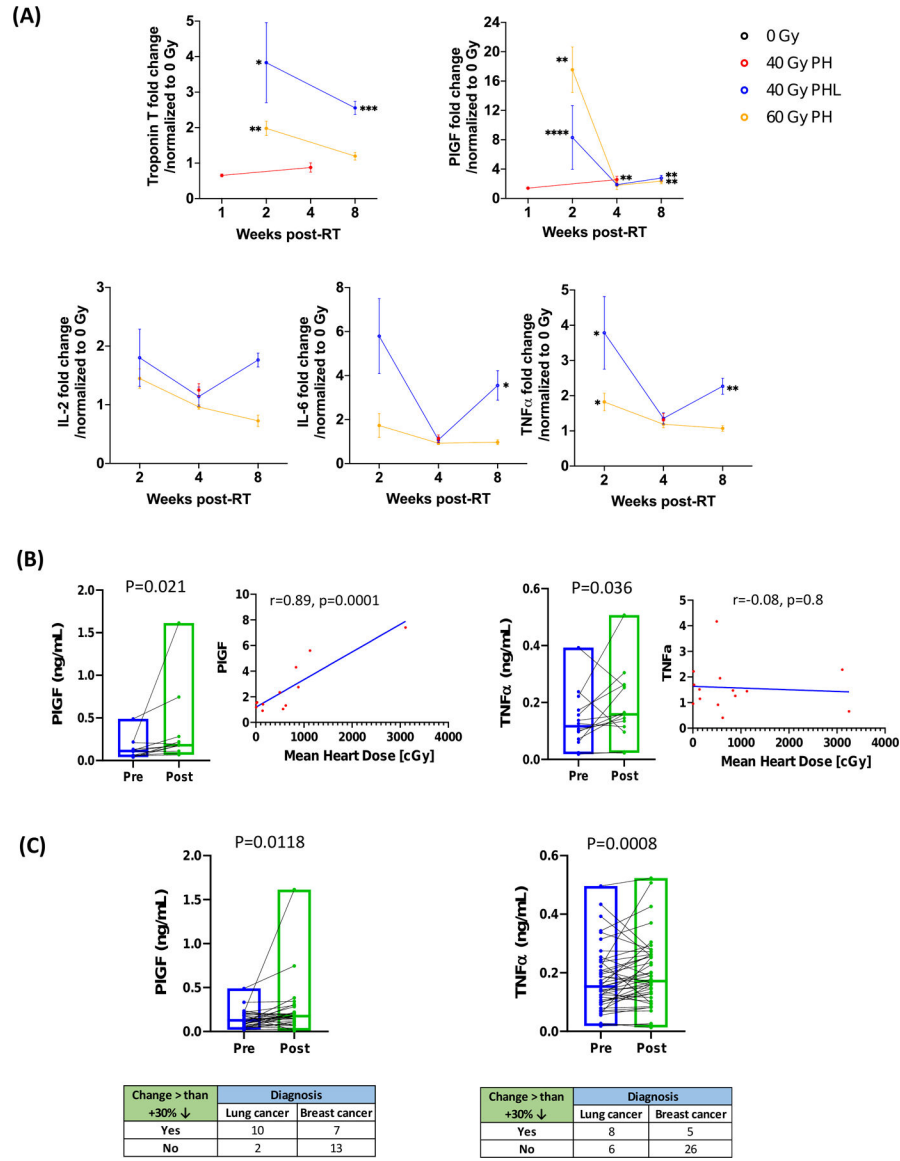 (A)
Troponin T fold change
/normalized to 0 Gy
5
4
3
2
1
0
1 2 4 8
Weeks post-RT
*
**
***
PlGF fold change
/normalized to 0 Gy
24
20
16
12
8
4
0
1 2 4 8
Weeks post-RT
**
****
**
**
**
0 Gy
40 Gy PH
40 Gy PHL
60 Gy PH
IL-2 fold change
/normalized to 0 Gy
3
2
1
0
2 4 8
Weeks post-RT
IL-6 fold change
/normalized to 0 Gy
8
6
4
2
0
2 4 8
Weeks post-RT
*
TNFα fold change
/normalized to 0 Gy
5
4
3
2
1
0
2 4 8
Weeks post-RT
*
*
**
(B)
P=0.021
PlGF (ng/mL)
2.0
1.5
1.0
0.5
0.0
Pre Post
r=0.89, p=0.0001
PlGF
10
8
6
4
2
0
0 1000 2000 3000 4000
Mean Heart Dose [cGy]
P=0.036
TNFα (ng/mL)
0.6
0.4
0.2
0.0
Pre Post
r=-0.08, p=0.8
TNFa
5
4
3
2
1
0
0 1000 2000 3000 4000
Mean Heart Dose [cGy]
(C)
P=0.0118
PlGF (ng/mL)
2.0
1.5
1.0
0.5
0.0
Pre Post
P=0.0008
TNFα (ng/mL)
0.6
0.4
0.2
0.0
Pre Post
Change > than Diagnosis
+30% ↓ Lung cancer Breast cancer
Yes 10 7
No 2 13
Change > than Diagnosis
+30% ↓ Lung cancer Breast cancer
Yes 8 5
No 6 26